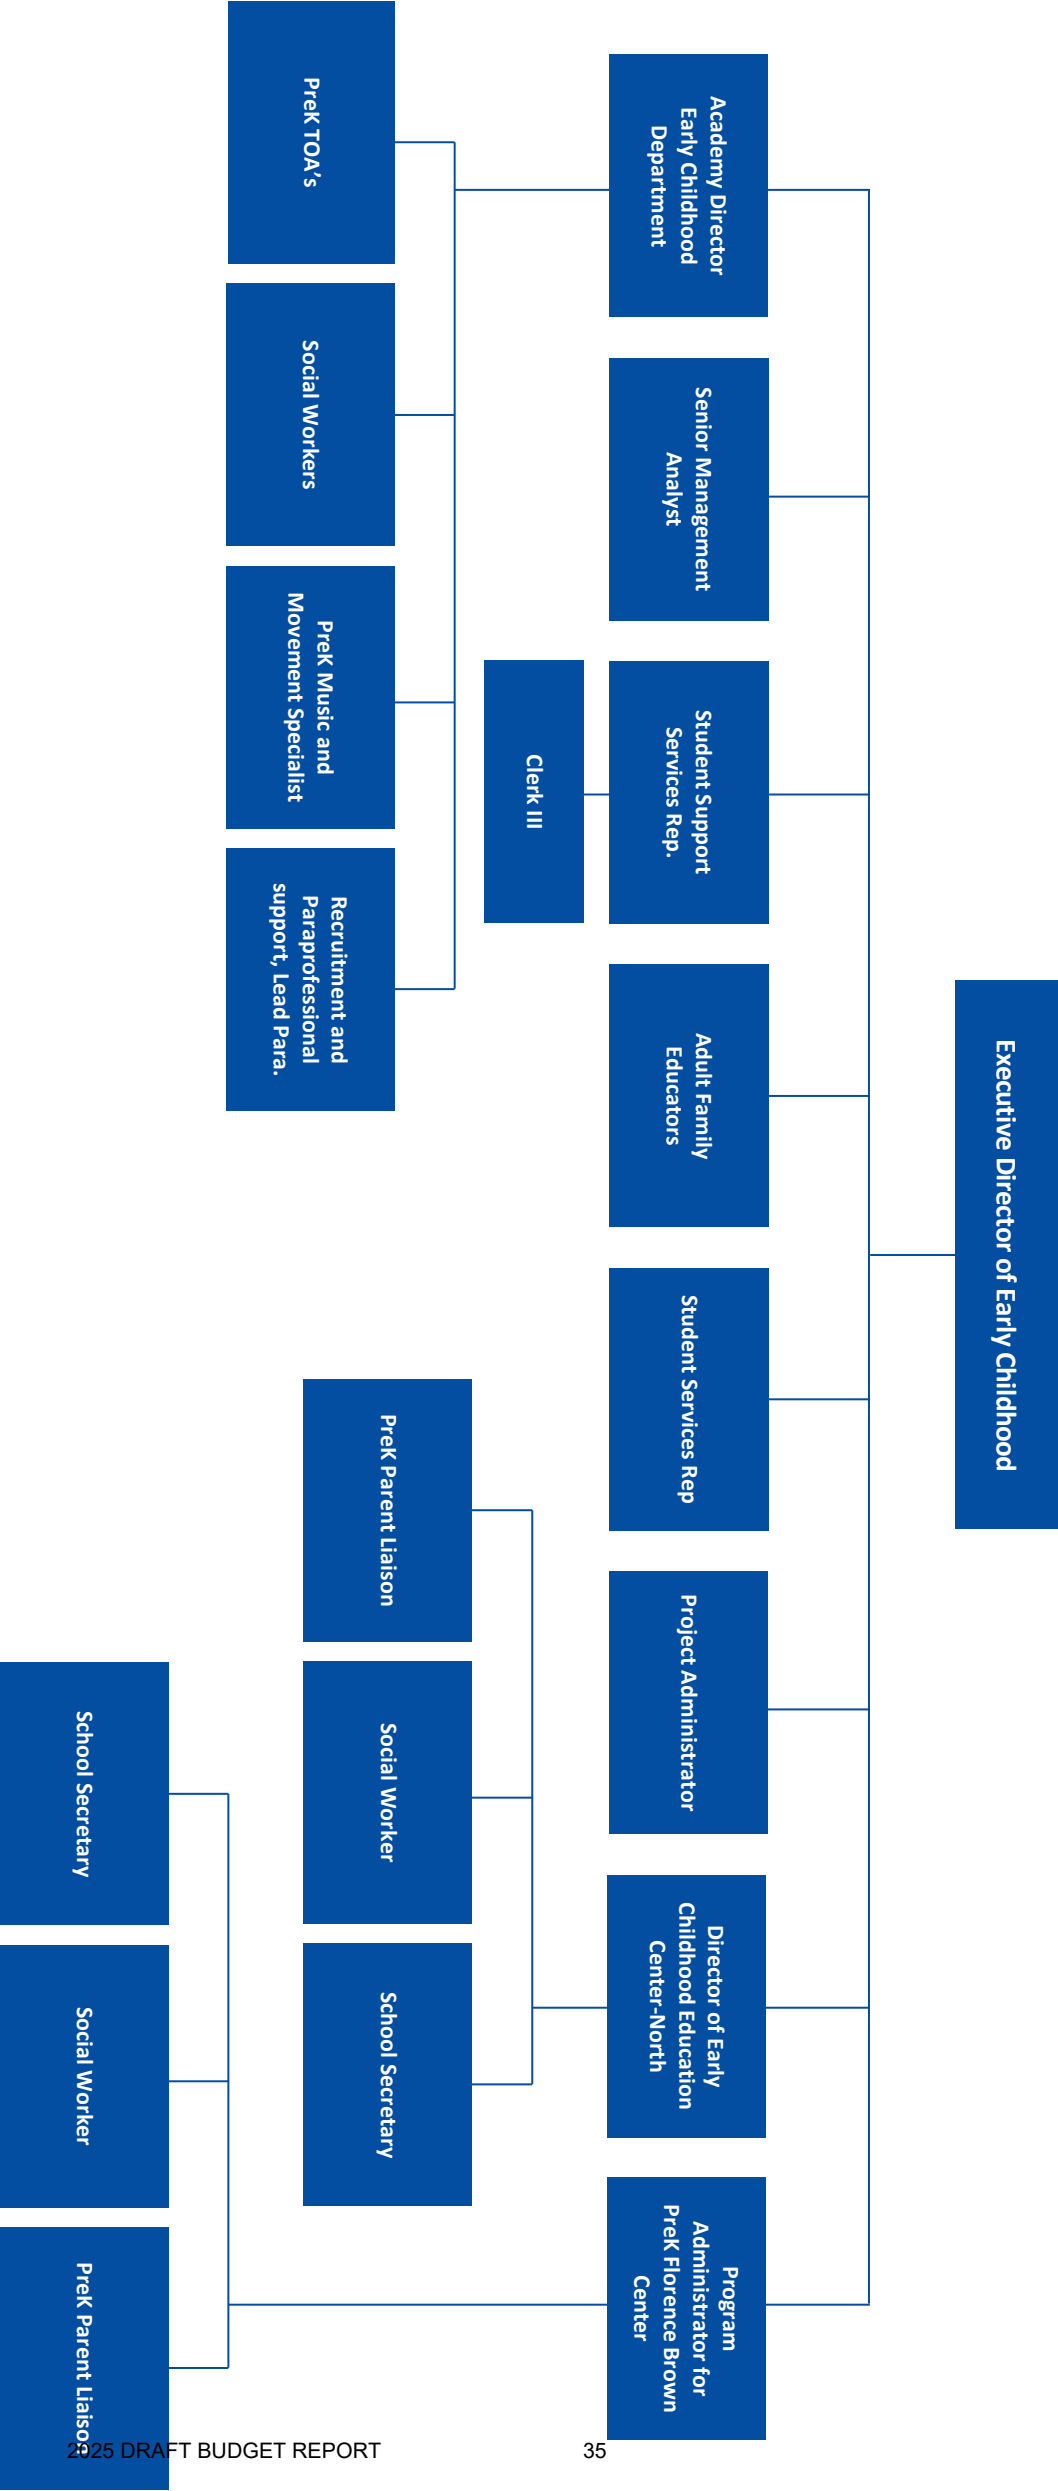 Executive Director of Early Childhood
Academy Director
Early Childhood
Department
Senior Management
Analyst
Student Support
Services Rep.
Adult Family
Educators
Student Services Rep
Project Administrator
Director of Early
Childhood Education
Center-North
Program
Administrator for
PreK Florence Brown
Center
Clerk III
PreK TOA’s
Social Workers
PreK Music and
Movement Specialist
Recruitment and
Paraprofessional
support, Lead Para.
PreK Parent Liaison
Social Worker
School Secretary
School Secretary
Social Worker
PreK Parent Liaison
2025 DRAFT BUDGET REPORT
35